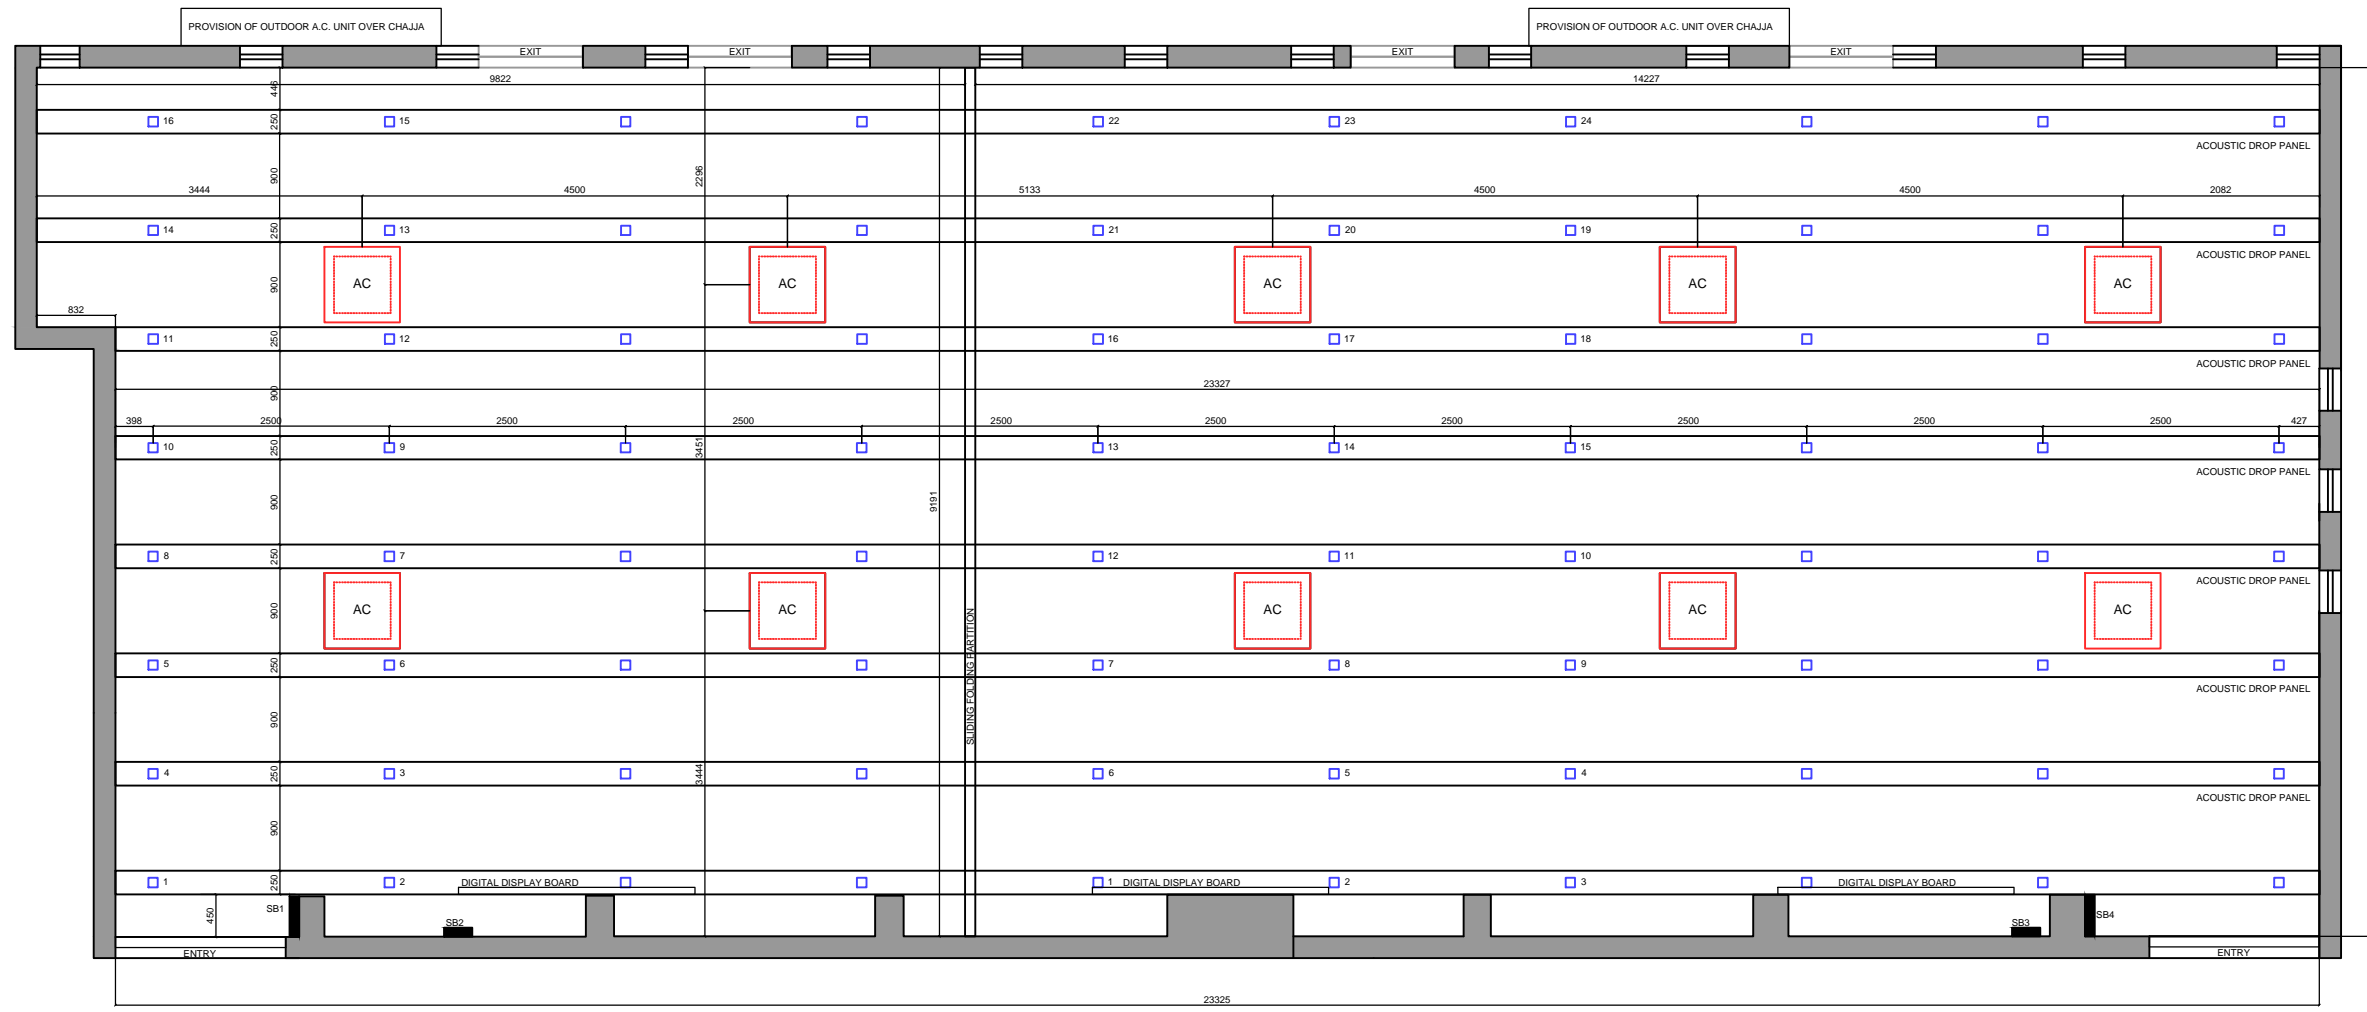 PROVISION OF OUTDOOR A.C. UNIT OVER CHAJJA
PROVISION OF OUTDOOR A.C. UNIT OVER CHAJJA
EXIT
EXIT
EXIT
EXIT
9822
14227
446
250
16
15
22
23
24
ACOUSTIC DROP PANEL
900
2296
3444
4500
5133
4500
4500
2082
250
14
13
21
20
19
ACOUSTIC DROP PANEL
AC
AC
AC
AC
AC
900
832
250
11
12
16
17
18
ACOUSTIC DROP PANEL
900
23327
398
2500
2500
2500
2500
2500
2500
2500
2500
2500
427
250
10
9
3451
13
14
15
ACOUSTIC DROP PANEL
900
9191
250
8
7
12
11
10
ACOUSTIC DROP PANEL
AC
AC
AC
AC
AC
900
SLIDING FOLDING PARTITION
250
5
6
7
8
9
ACOUSTIC DROP PANEL
900
250
4
3
3444
6
5
4
ACOUSTIC DROP PANEL
900
250
1
2
DIGITAL DISPLAY BOARD
1
DIGITAL DISPLAY BOARD
2
3
DIGITAL DISPLAY BOARD
450
SB1
SB2
SB3
SB4
ENTRY
ENTRY
23325